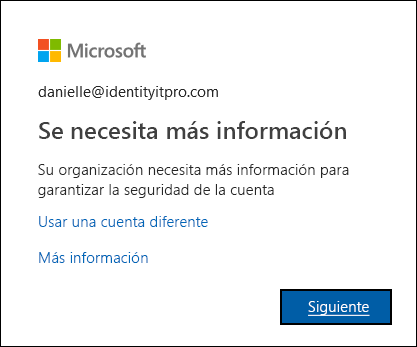 Microsoft
danielle@identityitpro.com
Se necesita más información
Su organización necesita más información para
garantizar la seguridad de la cuenta
Usar una cuenta diferente
Más información
Siguiente